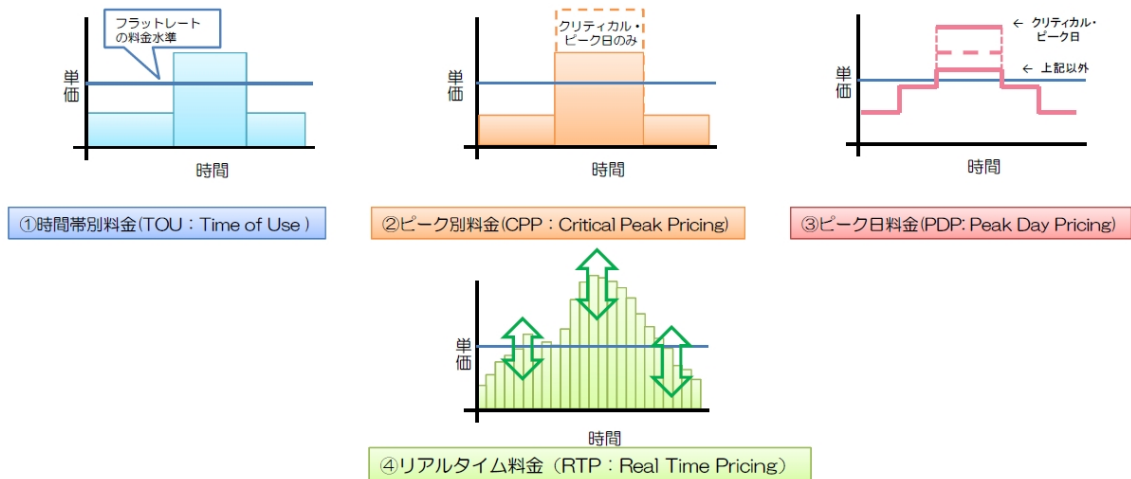 フラットレート
の料金水準
単価
時間
①時間帯別料金(TOU：Time of Use )
クリティカル・
ピーク日のみ
単価
時間
②ピーク別料金(CPP：Critical Peak Pricing)
← クリティカル・
ピーク日
← 上記以外
単価
時間
③ピーク日料金(PDP: Peak Day Pricing)
単価
時間
④リアルタイム料金（RTP：Real Time Pricing）